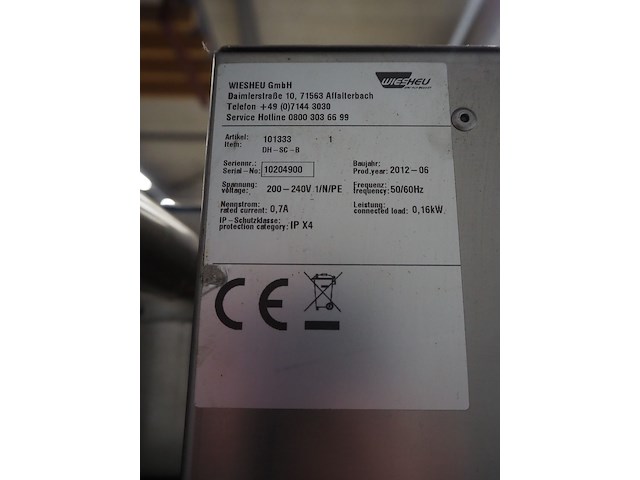 WIESHEU GmbH
Daimlerstraße 10, 71563 Affalterbach
Telefon +49 (0)7144 3030
Service Hotline 0800 303 66 99
WIESHEU
Artikel: 101333 1
Item: DH-SC-B
Seriennr.: Baujahr:
Serial-No: 10204900 Prod.year: 2012-06
Spannung: Frequenz:
voltage: 200-240V 1/N/PE frequency: 50/60Hz
Nengstrom: Leistung:
rated current: 0,7A connected load: 0,16kW
IP-Schutzklasse:
protection category: IP X4
CE